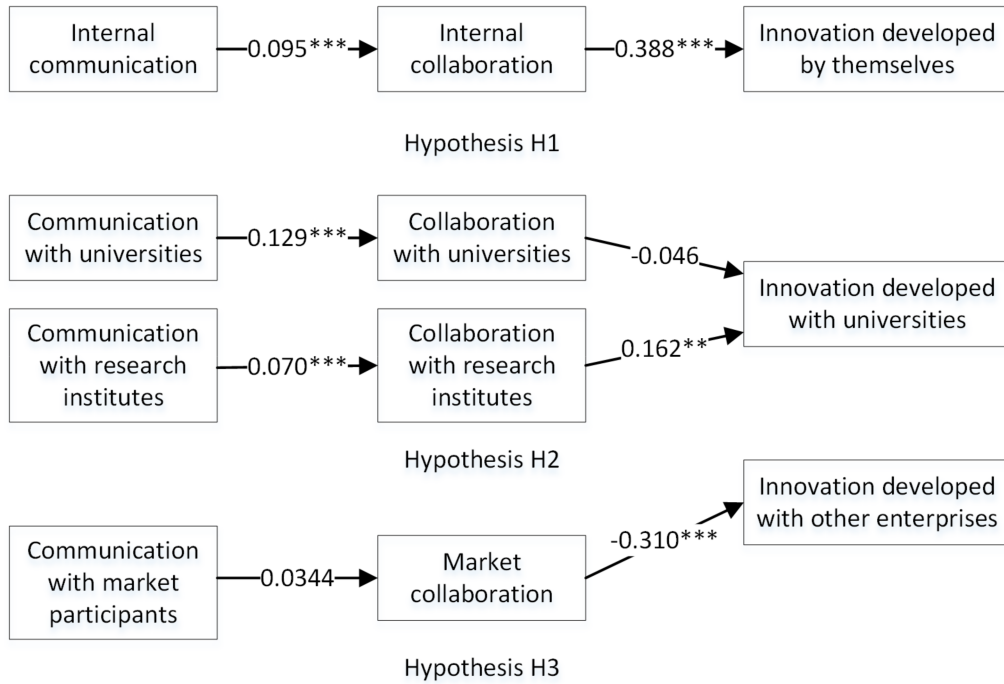 Internal
communication
0.095***
Internal
collaboration
0.388***
Innovation developed
by themselves
Hypothesis H1
Communication
with universities
0.129***
Collaboration
with universities
-0.046
Innovation developed
with universities
Communication
with research
institutes
0.070***
Collaboration
with research
institutes
0.162**
Hypothesis H2
Innovation developed
with other enterprises
Communication
with market
participants
0.0344
Market
collaboration
-0.310***
Hypothesis H3